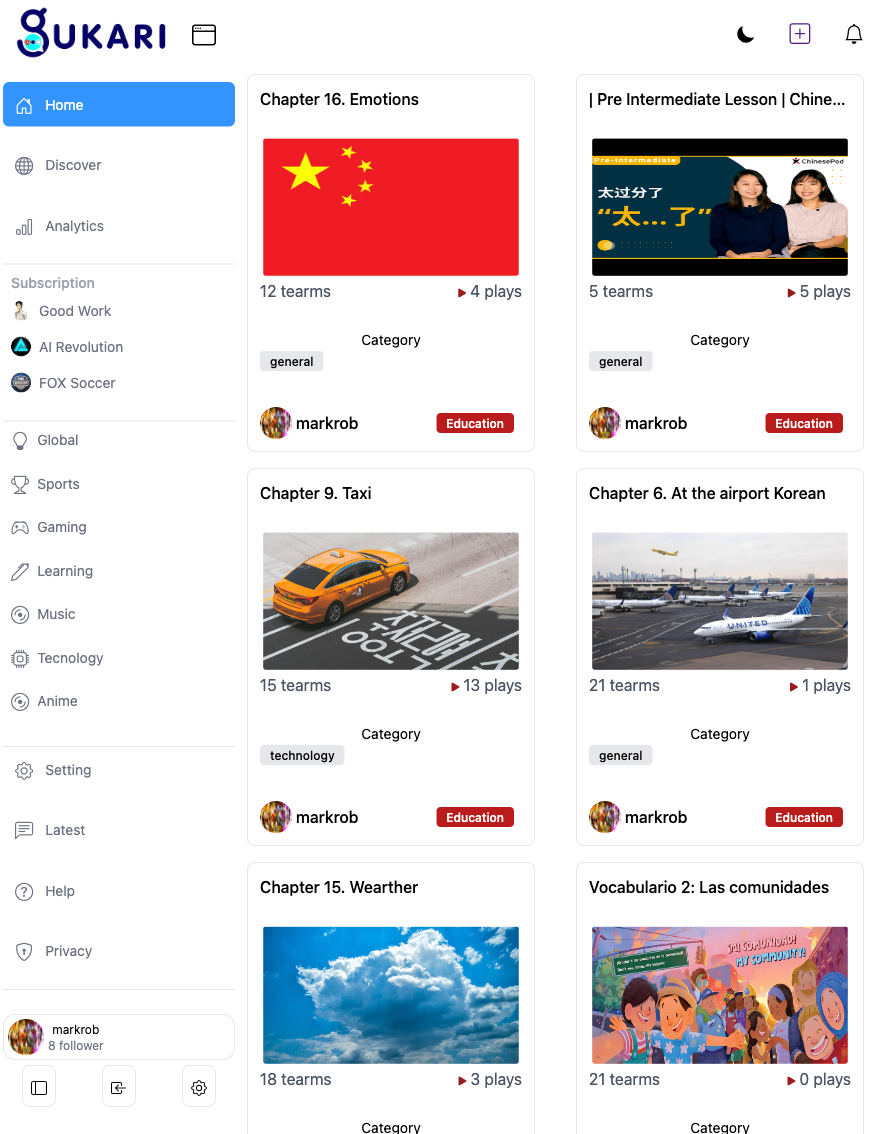 gUKARI
Home
Discover
Analytics
Subscription
Good Work
AI Revolution
FOX Soccer
Global
Sports
Gaming
Learning
Music
Tecnology
Anime
Setting
Latest
Help
Privacy
markrob
8 follower
Chapter 16. Emotions
12 tearms
4 plays
Category
general
markrob
Education
| Pre Intermediate Lesson | Chine...
Pre-Intermediate
ChinesePod
太过分了
“太...了”
5 tearms
5 plays
Category
general
markrob
Education
Chapter 9. Taxi
15 tearms
13 plays
Category
technology
markrob
Education
Chapter 6. At the airport Korean
UNITED
21 tearms
1 plays
Category
general
markrob
Education
Chapter 15. Wearther
18 tearms
3 plays
Category
Vocabulario 2: Las comunidades
¡MI COMUNIDAD!
MY COMMUNITY!
21 tearms
0 plays
Category